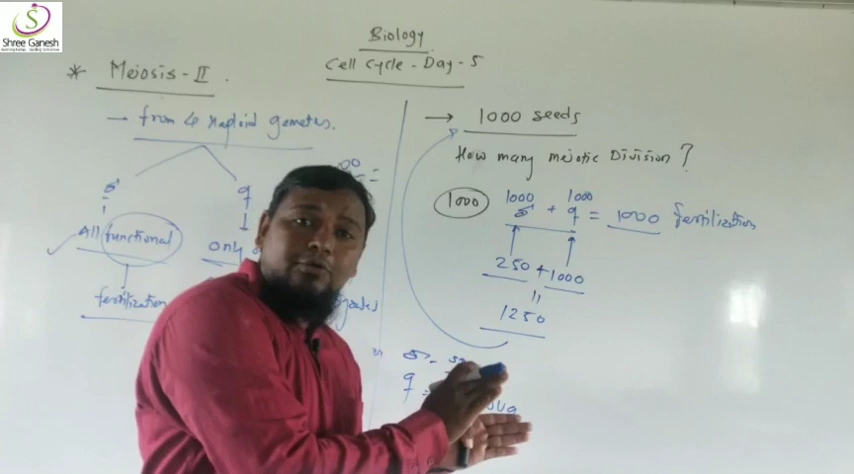 Shree Ganesh
Biology
Cell Cycle - Day - 5
* Meiosis - II .
→ from 4 Haploid gametes.
♂ ♀
All functional
only
fertilization
→ 1000 seeds
How many meiotic Division ?
1000
1000 1000
♂ + ♀ = 1000 fertilization
250 + 1000
=
1250
♂ -
♀ =